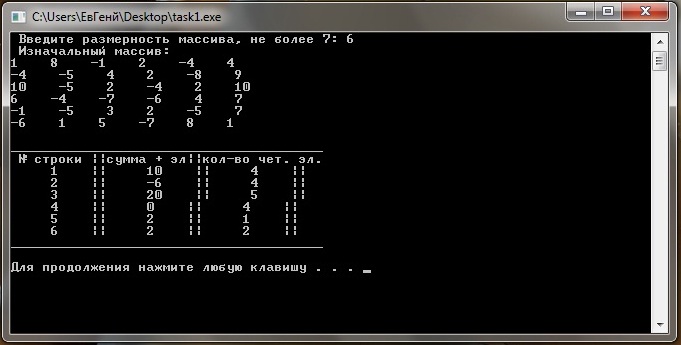 C:\Users\ЕвГений\Desktop\task1.exe
Введите размерность массива, не более 7: 6
Изначальный массив:
1 8 -1 2 -4 4
-4 -5 4 2 -8 9
10 -5 2 -4 2 10
6 -4 -7 -6 4 7
-1 -5 3 2 -5 7
-6 1 5 -7 8 1
№ строки ||сумма + эл||кол-во чет. эл.
1 || 10 || 4 ||
2 || -6 || 4 ||
3 || 20 || 5 ||
4 || 0 || 4 ||
5 || 2 || 1 ||
6 || 2 || 2 ||
Для продолжения нажмите любую клавишу . . . _